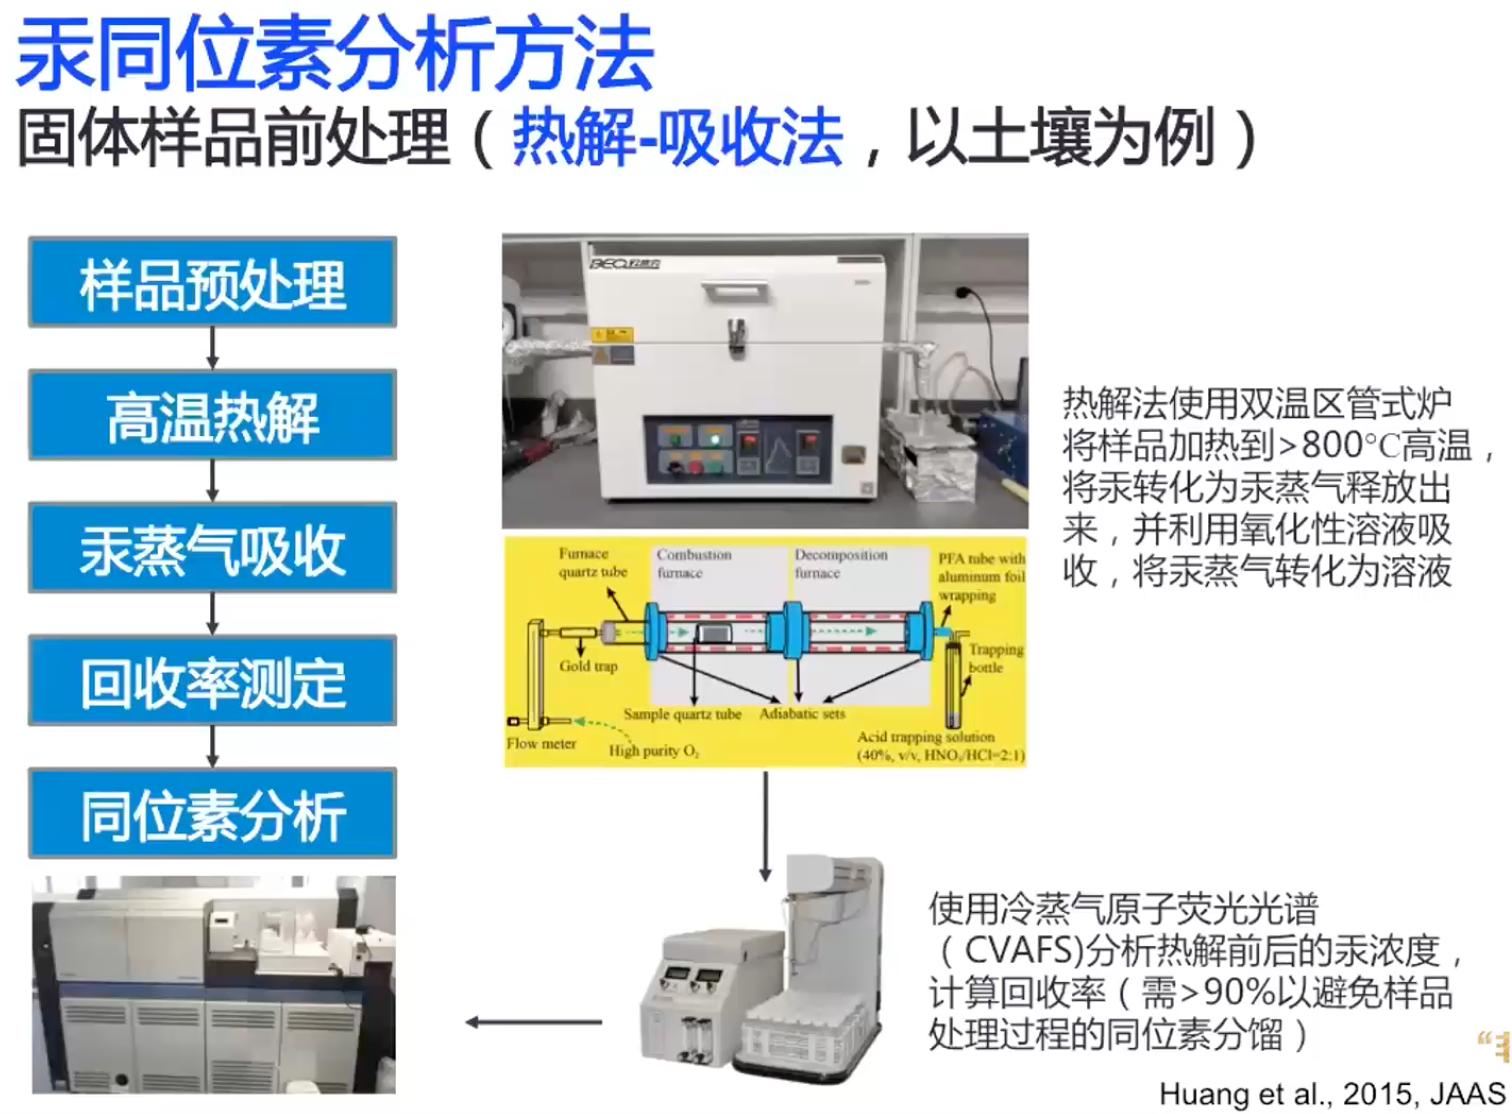 汞同位素分析方法
固体样品前处理（热解-吸收法，以土壤为例）
样品预处理
高温热解
汞蒸气吸收
回收率测定
同位素分析
BEQ
热解法使用双温区管式炉
将样品加热到>800℃高温，
将汞转化为汞蒸气释放出
来，并利用氧化性溶液吸
收，将汞蒸气转化为溶液
Furnace
quartz tube
Combustion
furnace
Decomposition
furnace
PFA tube with
aluminum foil
wrapping
Gold trap
Trapping
bottle
Sample quartz tube
Adiabatic sets
Flow meter
High purity O₂
Acid trapping solution
(40%, v/v, HNO₃/HCl=2:1)
使用冷蒸气原子荧光光谱
（CVAFS)分析热解前后的汞浓度，
计算回收率（需>90%以避免样品
处理过程的同位素分馏）
Huang et al., 2015, JAAS